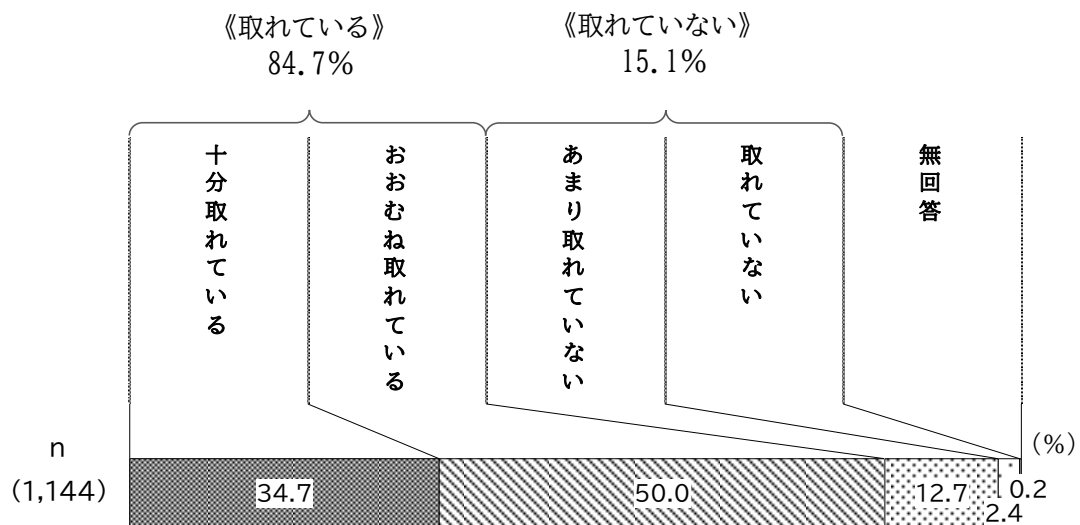 《取れている》
84.7%
《取れていない》
15.1%
十分取れている
おおむね取れている
あまり取れていない
取れていない
無回答
(%)
n
(1,144)
34.7
50.0
12.7
2.4
0.2